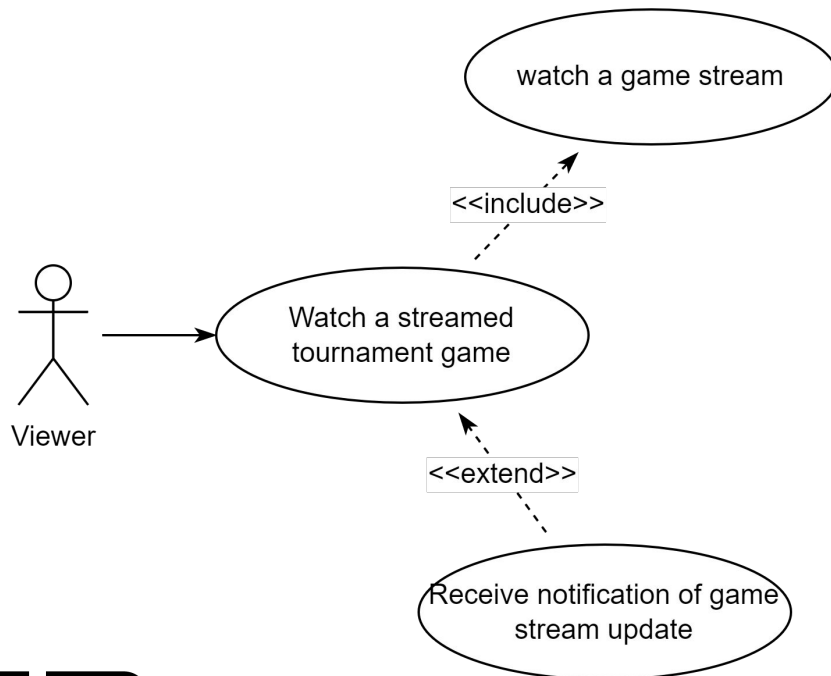 watch a game stream
<<include>>
Watch a streamed
tournament game
Viewer
<<extend>>
Receive notification of game
stream update